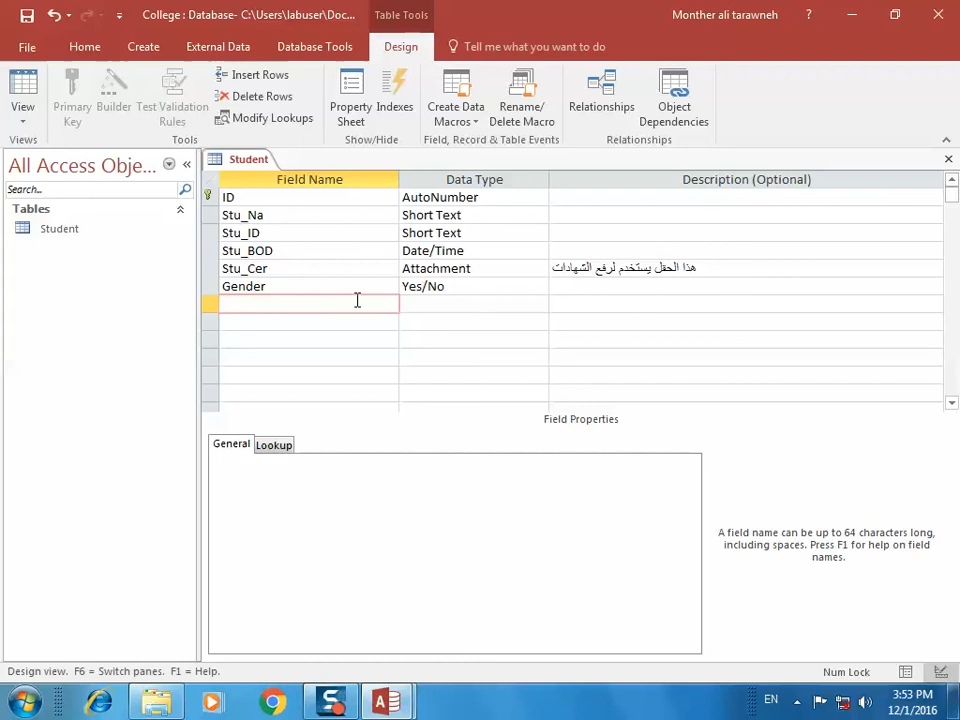 College : Database- C:\Users\labuser\Doc...
Table Tools
Monther ali tarawneh
?
File
Home
Create
External Data
Database Tools
Design
Tell me what you want to do
View
Primary Key
Builder
Test Validation Rules
Insert Rows
Delete Rows
Modify Lookups
Property Sheet
Indexes
Create Data Macros
Rename/ Delete Macro
Relationships
Object Dependencies
Views
Tools
Show/Hide
Field, Record & Table Events
Relationships
All Access Obje...
Search...
Tables
Student
Student
Field Name
Data Type
Description (Optional)
ID AutoNumber
Stu_Na Short Text
Stu_ID Short Text
Stu_BOD Date/Time
Stu_Cer Attachment هذا الحقل يستخدم لرفع الشهادات
Gender Yes/No
Field Properties
General
Lookup
A field name can be up to 64 characters long,
including spaces. Press F1 for help on field
names.
Design view. F6 = Switch panes. F1 = Help.
Num Lock
EN
3:53 PM
12/1/2016